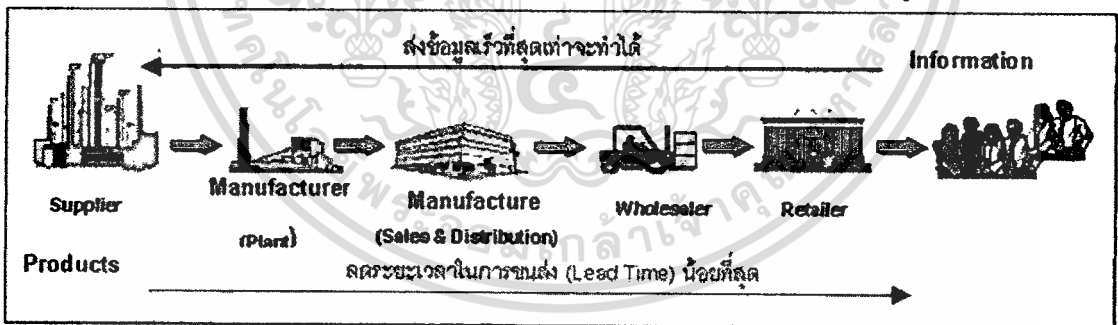 ส่งข้อมูลเร็วที่สุดเท่าจะทำได้
Information
Supplier
Manufacturer
(Plant)
Manufacture
(Sales & Distribution)
Wholesaler
Retailer
Products
ลดระยะเวลาในการขนส่ง (Lead Time) น้อยที่สุด